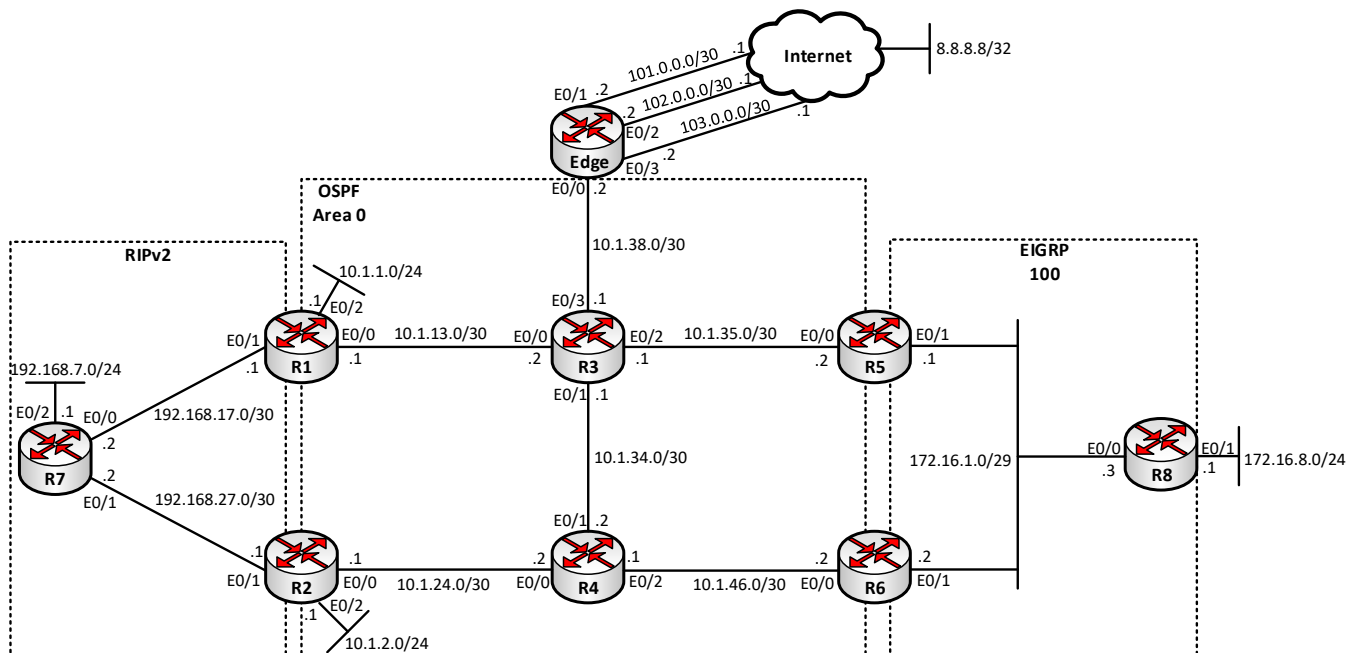 8.8.8.8/32
Internet
.1
101.0.0.0/30
.1
102.0.0.0/30
.1
103.0.0.0/30
E0/1
.2
.2
E0/2
.2
E0/3
Edge
E0/0
.2
OSPF
Area 0
10.1.38.0/30
RIPv2
EIGRP
100
10.1.1.0/24
.1
E0/2
E0/3
.1
E0/1
.1
R1
E0/0
.1
10.1.13.0/30
E0/0
.2
R3
E0/2
.1
10.1.35.0/30
E0/0
.2
R5
E0/1
.1
E0/1
.1
192.168.7.0/24
E0/2
.1
E0/0
.2
192.168.17.0/30
R7
.2
E0/1
192.168.27.0/30
10.1.34.0/30
172.16.1.0/29
E0/0
.3
R8
E0/1
.1
172.16.8.0/24
E0/1
.2
.1
E0/1
R2
.1
E0/0
10.1.24.0/30
.2
E0/0
R4
.1
E0/2
10.1.46.0/30
.2
E0/0
R6
.2
E0/1
.1
E0/2
10.1.2.0/24